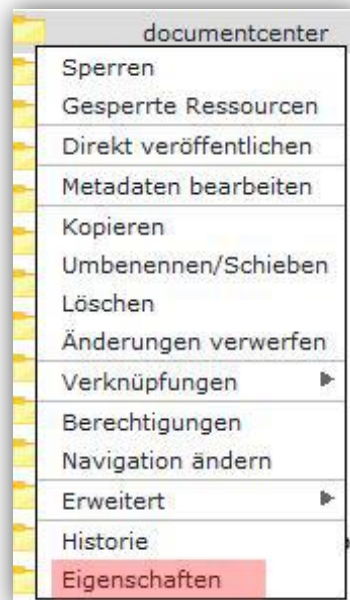 documentcenter
Sperren
Gesperrte Ressourcen
Direkt veröffentlichen
Metadaten bearbeiten
Kopieren
Umbenennen/Schieben
Löschen
Änderungen verwerfen
Verknüpfungen
Berechtigungen
Navigation ändern
Erweitert
Historie
Eigenschaften